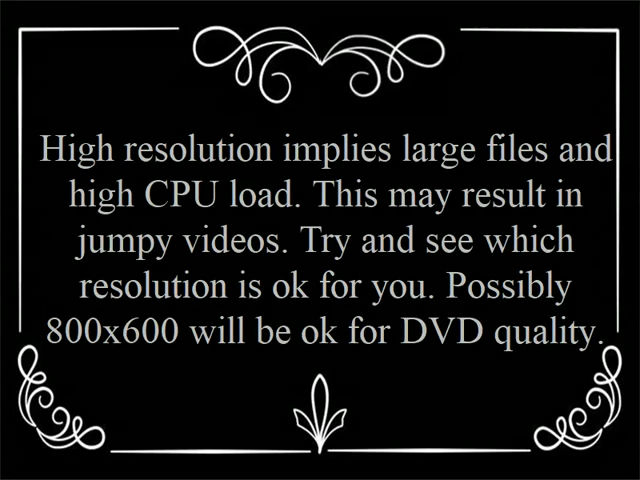 High resolution implies large files and
high CPU load. This may result in
jumpy videos. Try and see which
resolution is ok for you. Possibly
800x600 will be ok for DVD quality.